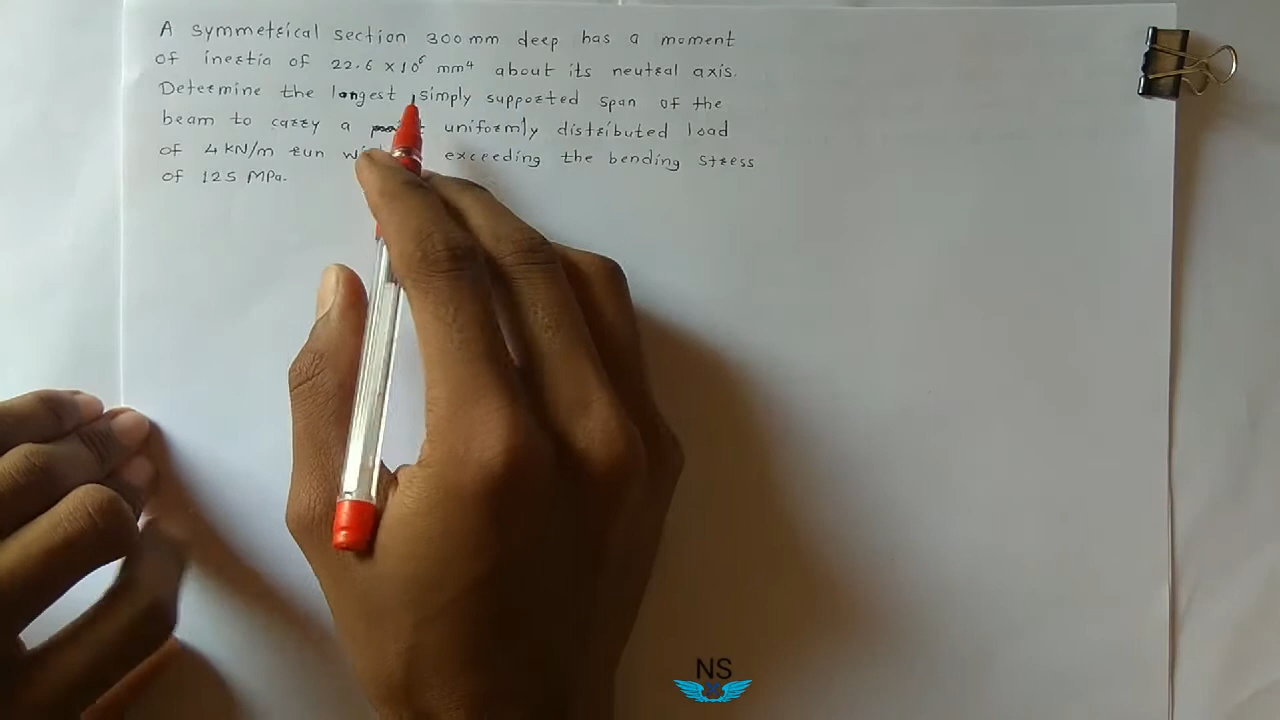 A symmetrical section 300 mm deep has a moment
of inertia of 22.6 × 10⁶ mm⁴ about its neutral axis.
Determine the longest simply supported span of the
beam to carry a uniformly distributed load
of 4 kN/m run exceeding the bending stress
of 125 MPa.
NS